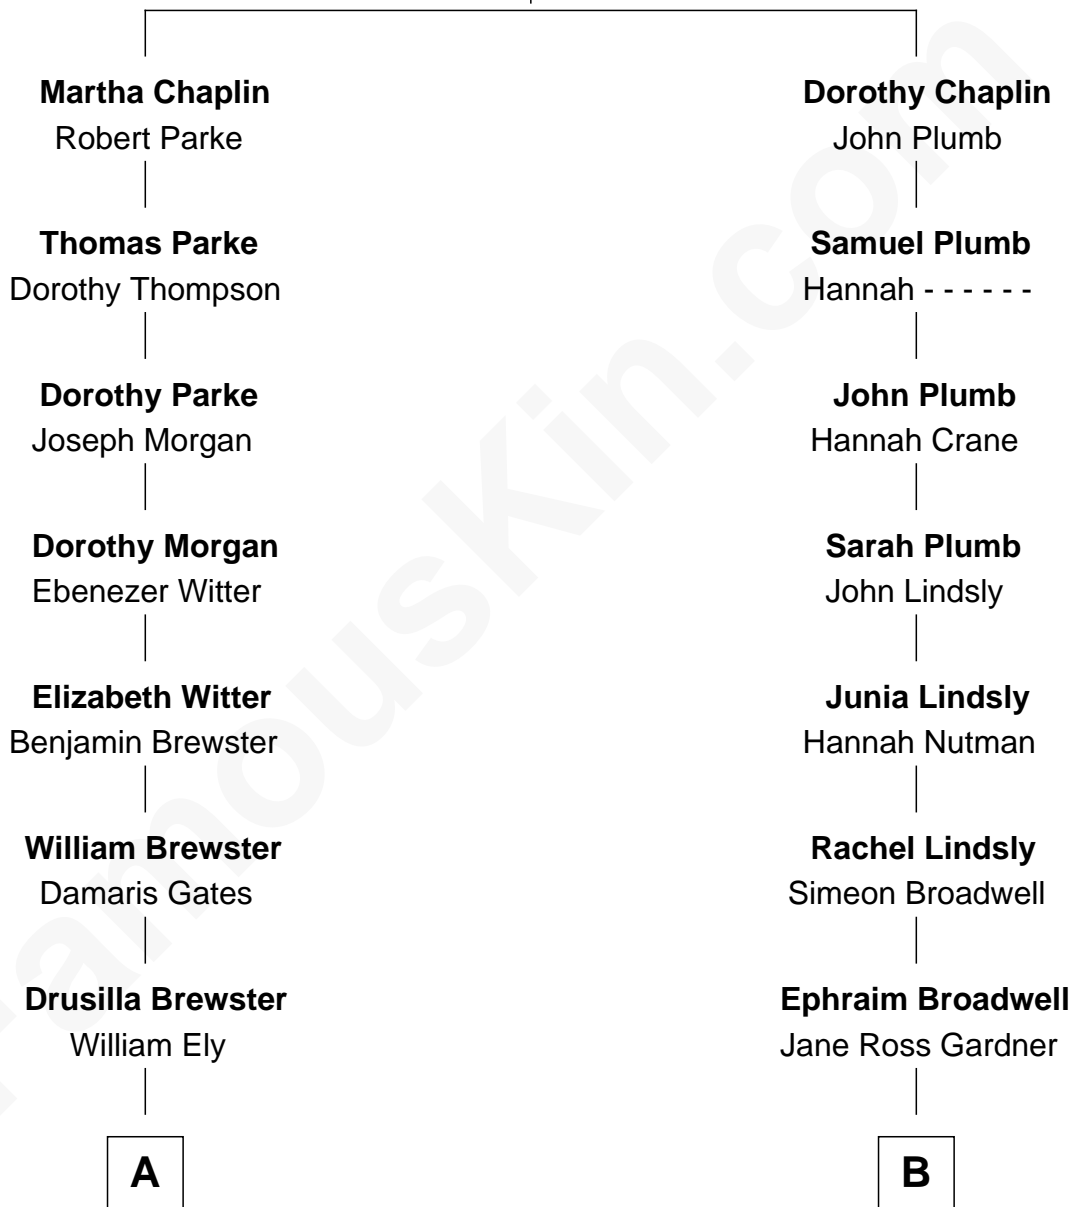 Martha Chaplin
Robert Parke
Thomas Parke
Dorothy Thompson
Dorothy Parke
Joseph Morgan
Dorothy Morgan
Ebenezer Witter
Elizabeth Witter
Benjamin Brewster
William Brewster
Damaris Gates
Drusilla Brewster
William Ely
A
Dorothy Chaplin
John Plumb
Samuel Plumb
Hannah - - - - - -
John Plumb
Hannah Crane
Sarah Plumb
John Lindsly
Junia Lindsly
Hannah Nutman
Rachel Lindsly
Simeon Broadwell
Ephraim Broadwell
Jane Ross Gardner
B
FamousKin.com